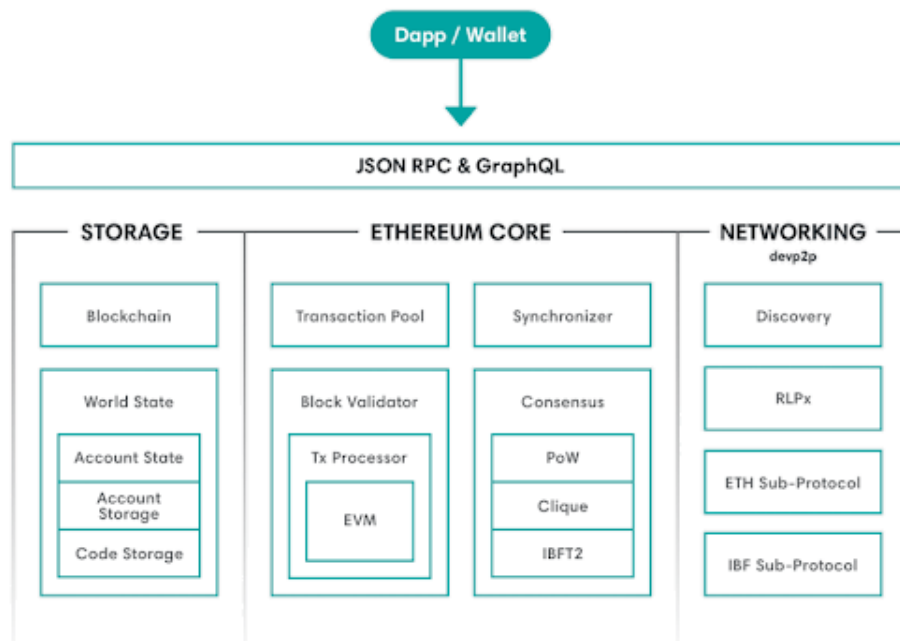 Dapp / Wallet
JSON RPC & GraphQL
STORAGE
ETHEREUM CORE
NETWORKING
devp2p
Blockchain
Transaction Pool
Synchronizer
Discovery
World State
Account State
Account
Storage
Code Storage
Block Validator
Tx Processor
EVM
Consensus
PoW
Clique
IBFT2
RLPx
ETH Sub-Protocol
IBF Sub-Protocol